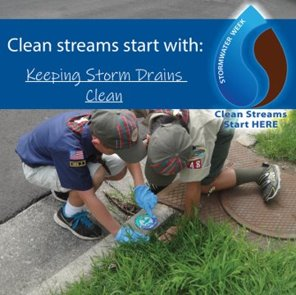 Clean streams start with:
Keeping Storm Drains
Clean
STORMWATER WEEK
Clean Streams
Start HERE